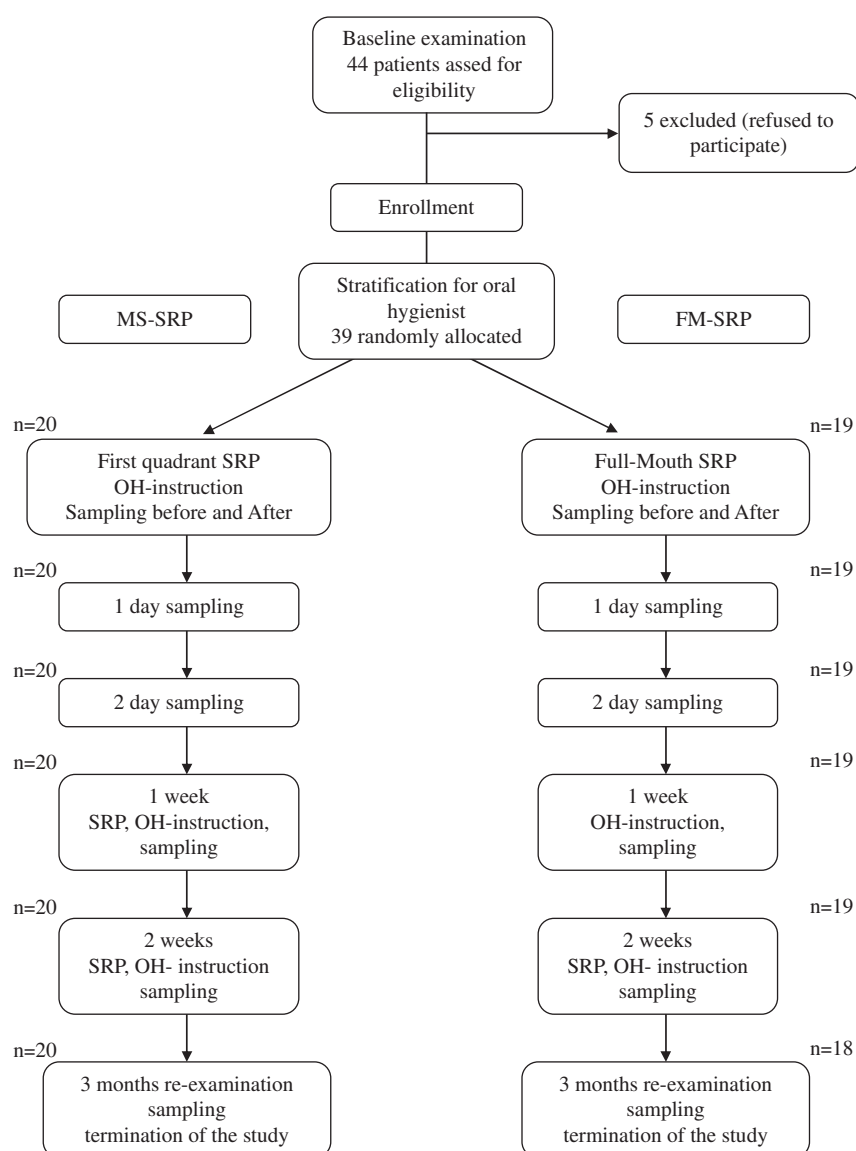 Baseline examination
44 patients assed for
eligibility
5 excluded (refused to
participate)
Enrollment
Stratification for oral
hygienist
39 randomly allocated
MS-SRP
FM-SRP
n=20
n=19
First quadrant SRP
OH-instruction
Sampling before and After
Full-Mouth SRP
OH-instruction
Sampling before and After
n=20
n=19
1 day sampling
1 day sampling
n=20
n=19
2 day sampling
2 day sampling
n=20
n=19
1 week
SRP, OH-instruction,
sampling
1 week
OH-instruction,
sampling
n=20
n=19
2 weeks
SRP, OH- instruction
sampling
2 weeks
SRP, OH- instruction
sampling
n=20
n=18
3 months re-examination
sampling
termination of the study
3 months re-examination
sampling
termination of the study